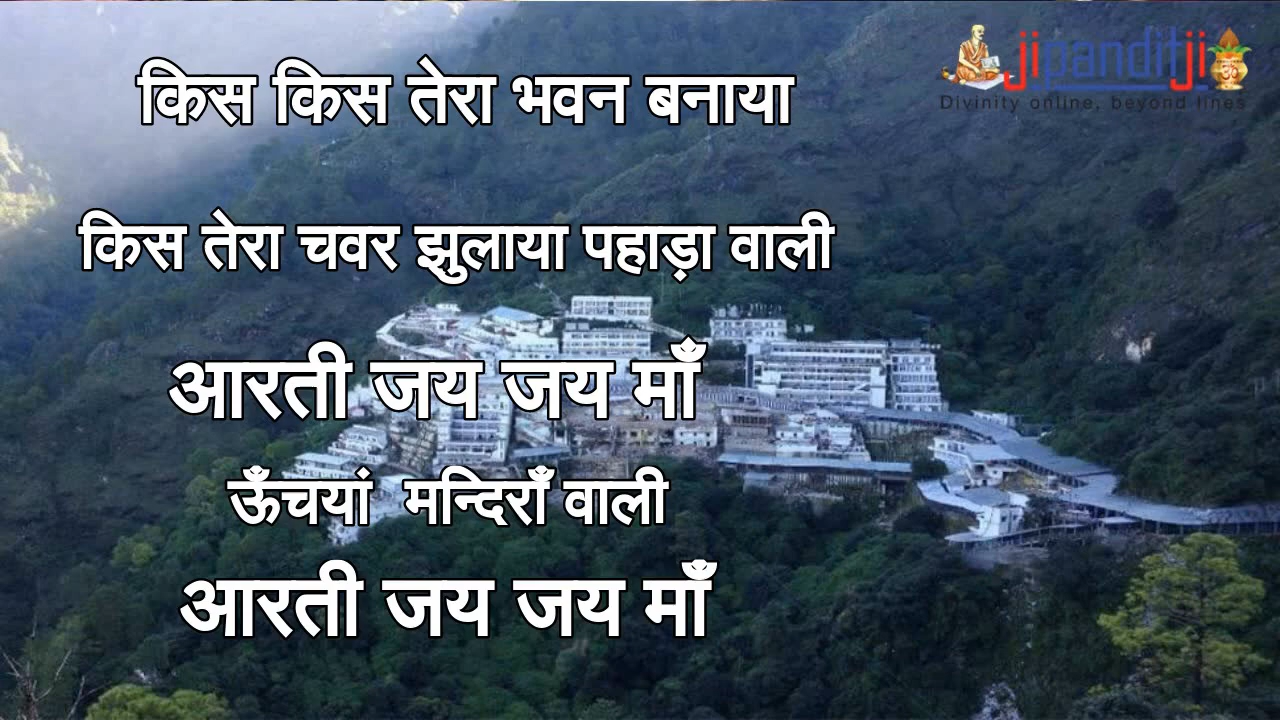 jipanditji
Divinity online, beyond lines
किस किस तेरा भवन बनाया
किस तेरा चवर झुलाया पहाड़ा वाली
आरती जय जय माँ
ऊँचयां मन्दिराँ वाली
आरती जय जय माँ